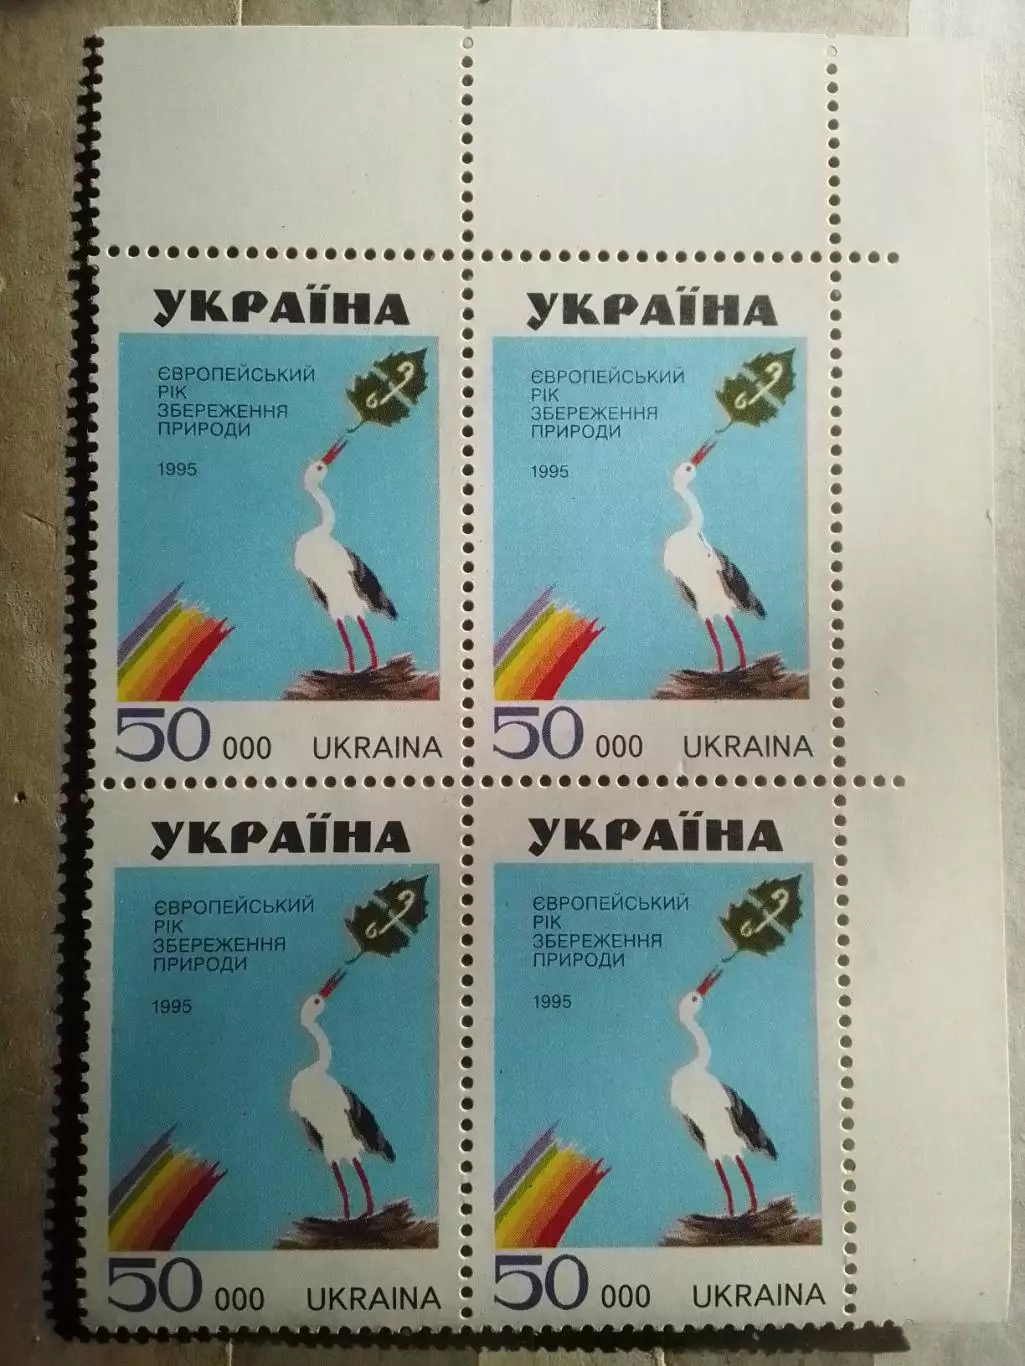 УКРАЇНА
ЄВРОПЕЙСЬКИЙ
РІК
ЗБЕРЕЖЕННЯ
ПРИРОДИ
1995
50 000 UKRAINA
УКРАЇНА
ЄВРОПЕЙСЬКИЙ
РІК
ЗБЕРЕЖЕННЯ
ПРИРОДИ
1995
50 000 UKRAINA
УКРАЇНА
ЄВРОПЕЙСЬКИЙ
РІК
ЗБЕРЕЖЕННЯ
ПРИРОДИ
1995
50 000 UKRAINA
УКРАЇНА
ЄВРОПЕЙСЬКИЙ
РІК
ЗБЕРЕЖЕННЯ
ПРИРОДИ
1995
50 000 UKRAINA